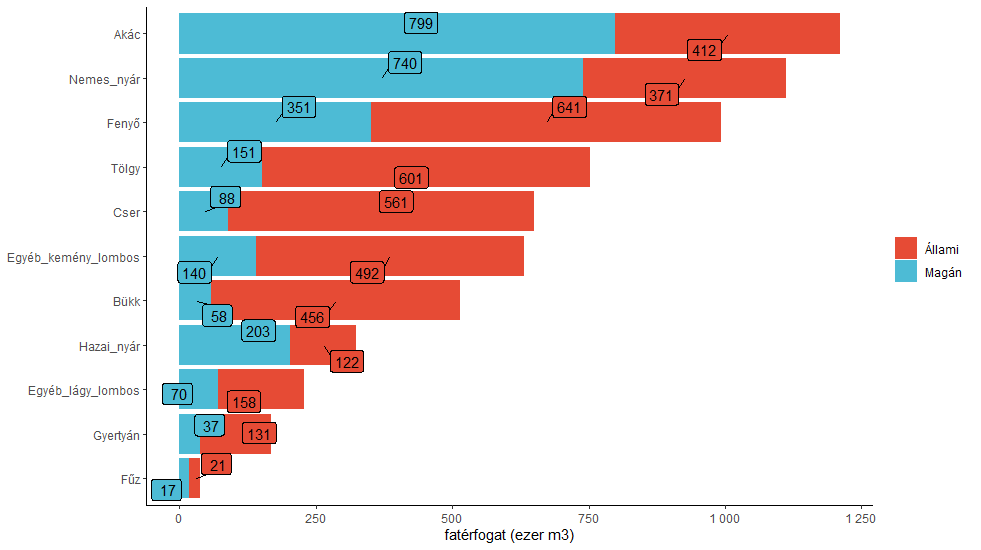 Akác
799
412
Nemes_nyár
740
371
Fenyő
351
641
Tölgy
151
601
Cser
88
561
Egyéb_kemény_lombos
140
492
Bükk
58
456
Hazai_nyár
203
122
Egyéb_lágy_lombos
70
158
Gyertyán
37
131
Fűz
17
21
0
250
500
750
1 000
1 250
fatérfogat (ezer m3)
Állami
Magán